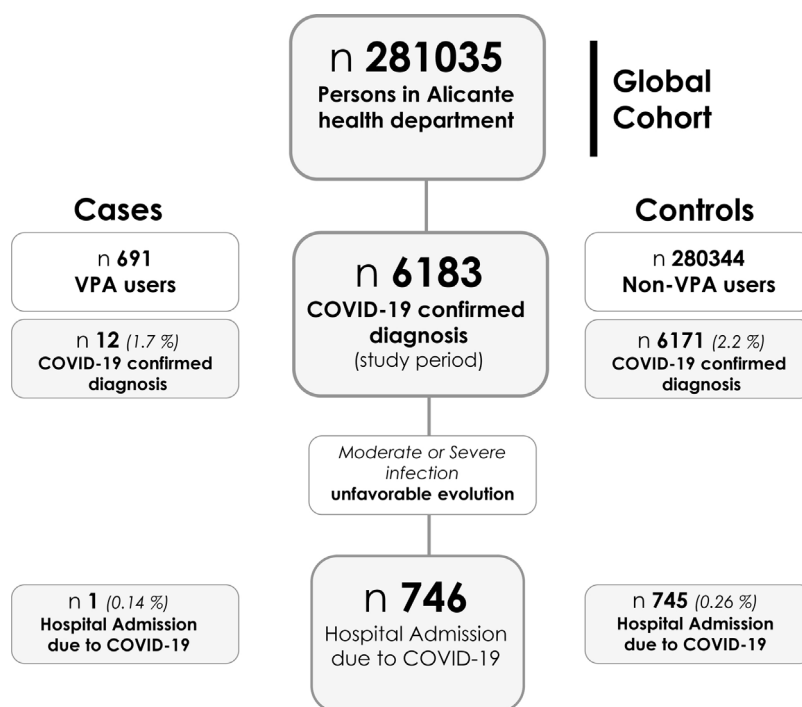 n 281035
Persons in Alicante
health department
Global
Cohort
Cases
Controls
n 691
VPA users
n 6183
COVID-19 confirmed
diagnosis
(study period)
n 280344
Non-VPA users
n 12 (1.7 %)
COVID-19 confirmed
diagnosis
n 6171 (2.2 %)
COVID-19 confirmed
diagnosis
Moderate or Severe
infection
unfavorable evolution
n 1 (0.14 %)
Hospital Admission
due to COVID-19
n 746
Hospital Admission
due to COVID-19
n 745 (0.26 %)
Hospital Admission
due to COVID-19